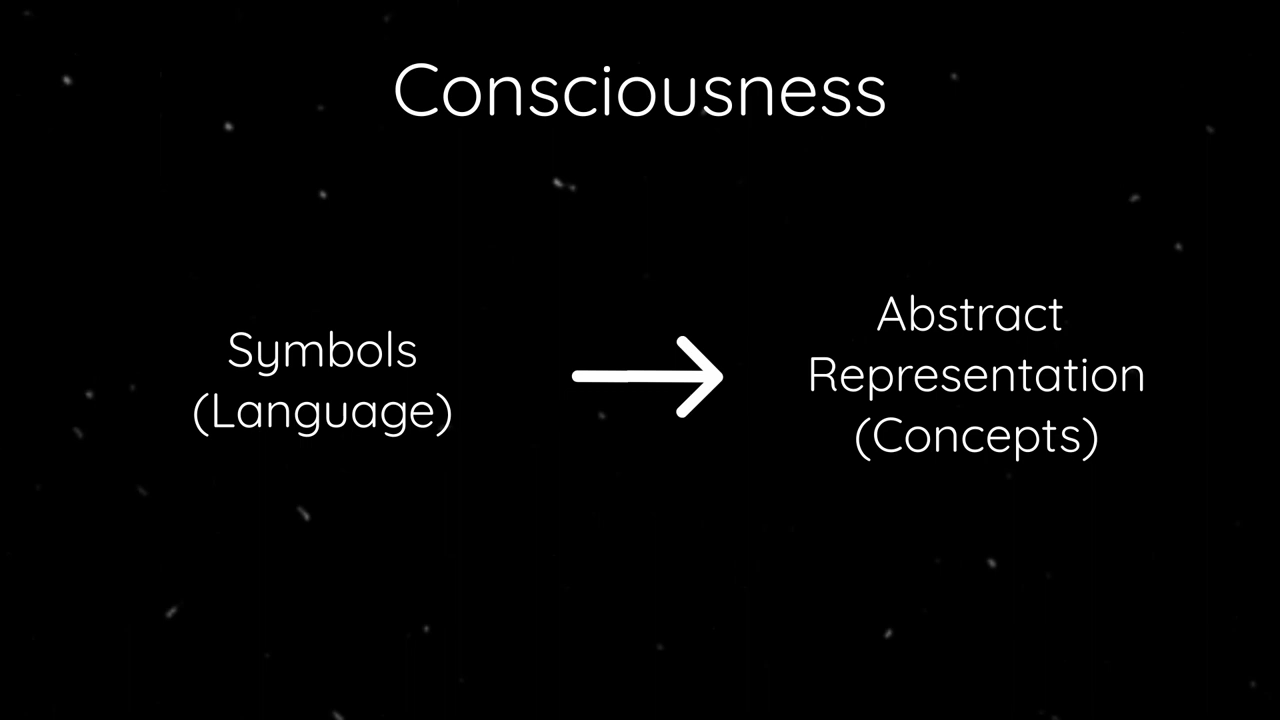 Consciousness
Symbols
(Language)
Abstract
Representation
(Concepts)